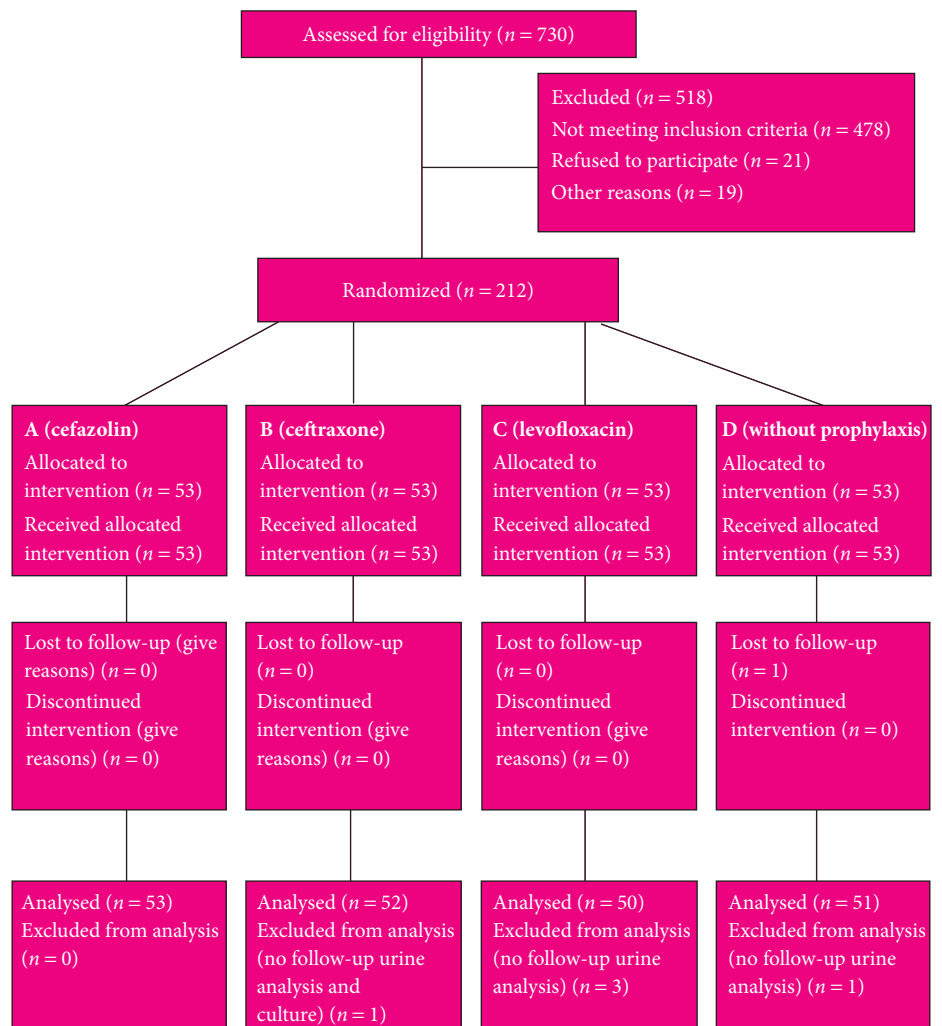 Assessed for eligibility (n = 730)
Excluded (n = 518)
Not meeting inclusion criteria (n = 478)
Refused to participate (n = 21)
Other reasons (n = 19)
Randomized (n = 212)
A (cefazolin)
Allocated to
intervention (n = 53)
Received allocated
intervention (n = 53)
B (ceftraxone)
Allocated to
intervention (n = 53)
Received allocated
intervention (n = 53)
C (levofloxacin)
Allocated to
intervention (n = 53)
Received allocated
intervention (n = 53)
D (without prophylaxis)
Allocated to
intervention (n = 53)
Received allocated
intervention (n = 53)
Lost to follow-up (give
reasons) (n = 0)
Discontinued
intervention (give
reasons) (n = 0)
Lost to follow-up
(n = 0)
Discontinued
intervention (give
reasons) (n = 0)
Lost to follow-up
(n = 0)
Discontinued
intervention (give
reasons) (n = 0)
Lost to follow-up
(n = 1)
Discontinued
intervention (n = 0)
Analysed (n = 53)
Excluded from analysis
(n = 0)
Analysed (n = 52)
Excluded from analysis
(no follow-up urine
analysis and
culture) (n = 1)
Analysed (n = 50)
Excluded from analysis
(no follow-up urine
analysis) (n = 3)
Analysed (n = 51)
Excluded from analysis
(no follow-up urine
analysis) (n = 1)